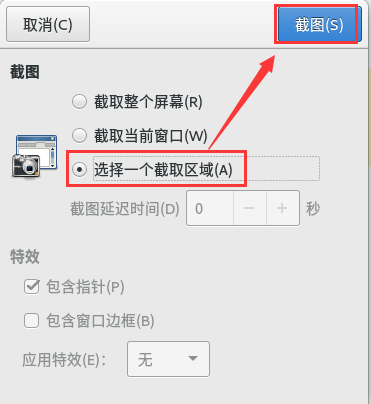 取消(C) 截图(S)
截图
截取整个屏幕(R)
截取当前窗口(W)
选择一个截取区域(A)
截图延迟时间(D) 0 − + 秒
特效
包含指针(P)
包含窗口边框(B)
应用特效(E): 无